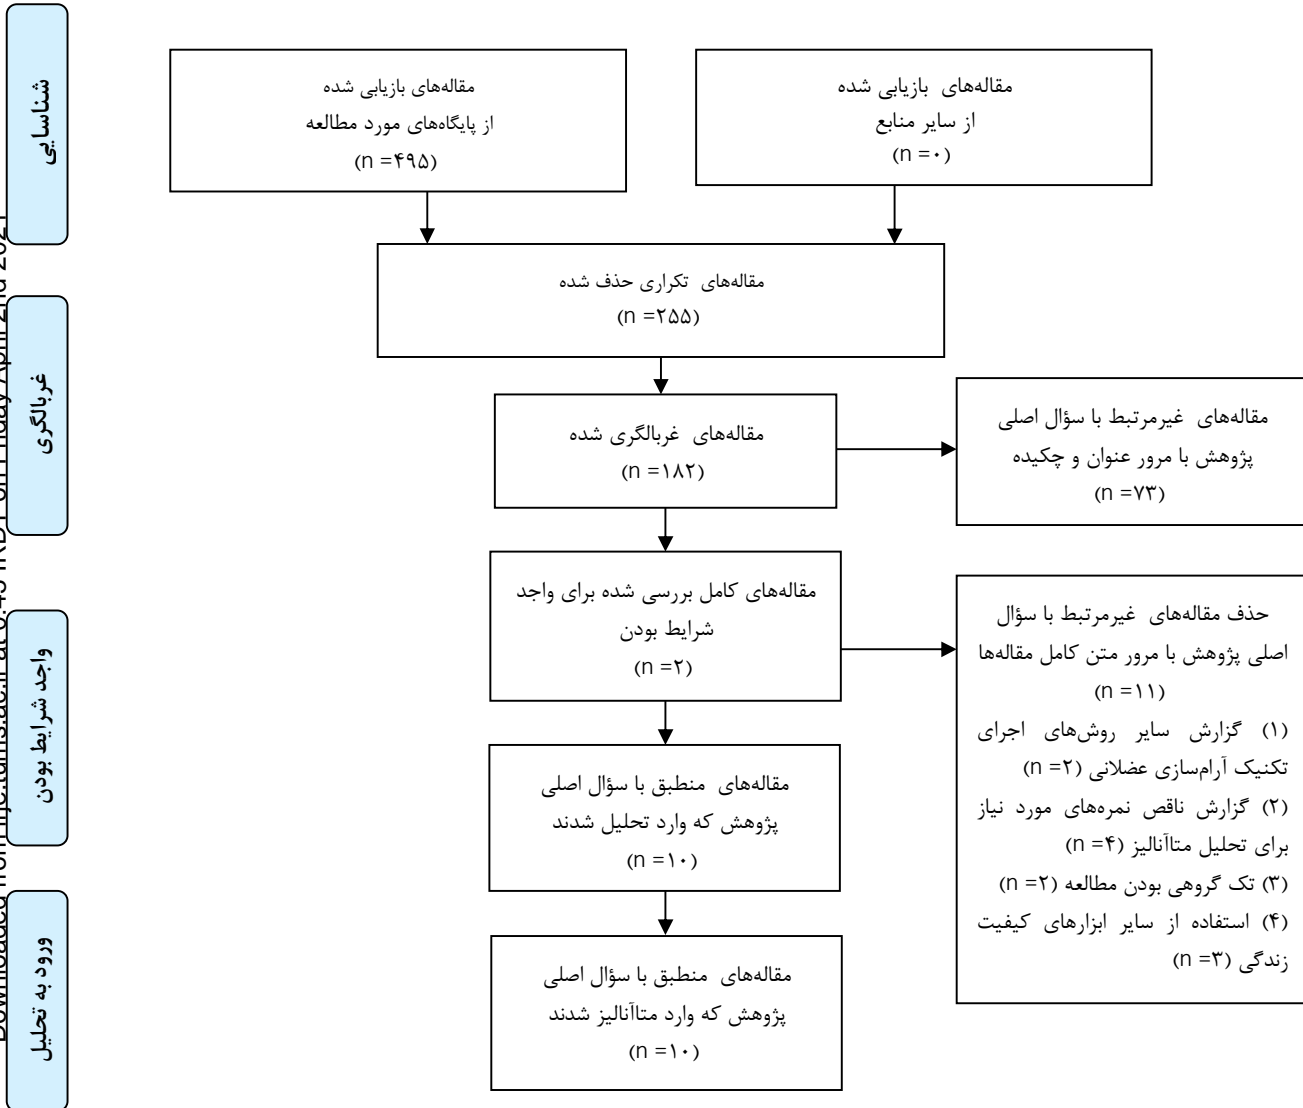 شناسایی
مقاله‌های بازیابی شده
از پایگاه‌های مورد مطالعه
(n =۴۹۵)
مقاله‌های بازیابی شده
از سایر منابع
(n =۰)
مقاله‌های تکراری حذف شده
(n =۲۵۵)
غربالگری
مقاله‌های غربالگری شده
(n =۱۸۲)
مقاله‌های غیرمرتبط با سؤال اصلی
پژوهش با مرور عنوان و چکیده
(n =۷۳)
واجد شرایط بودن
مقاله‌های کامل بررسی شده برای واجد
شرایط بودن
(n =۲)
حذف مقاله‌های غیرمرتبط با سؤال
اصلی پژوهش با مرور متن کامل مقاله‌ها
(n =۱۱)
(۱) گزارش سایر روش‌های اجرای
تکنیک آرام‌سازی عضلانی (n =۲)
(۲) گزارش ناقص نمره‌های مورد نیاز
برای تحلیل متاآنالیز (n =۴)
(۳) تک گروهی بودن مطالعه (n =۲)
(۴) استفاده از سایر ابزارهای کیفیت
زندگی (n =۳)
مقاله‌های منطبق با سؤال اصلی
پژوهش که وارد تحلیل شدند
(n =۱۰)
ورود به تحلیل
مقاله‌های منطبق با سؤال اصلی
پژوهش که وارد متاآنالیز شدند
(n =۱۰)